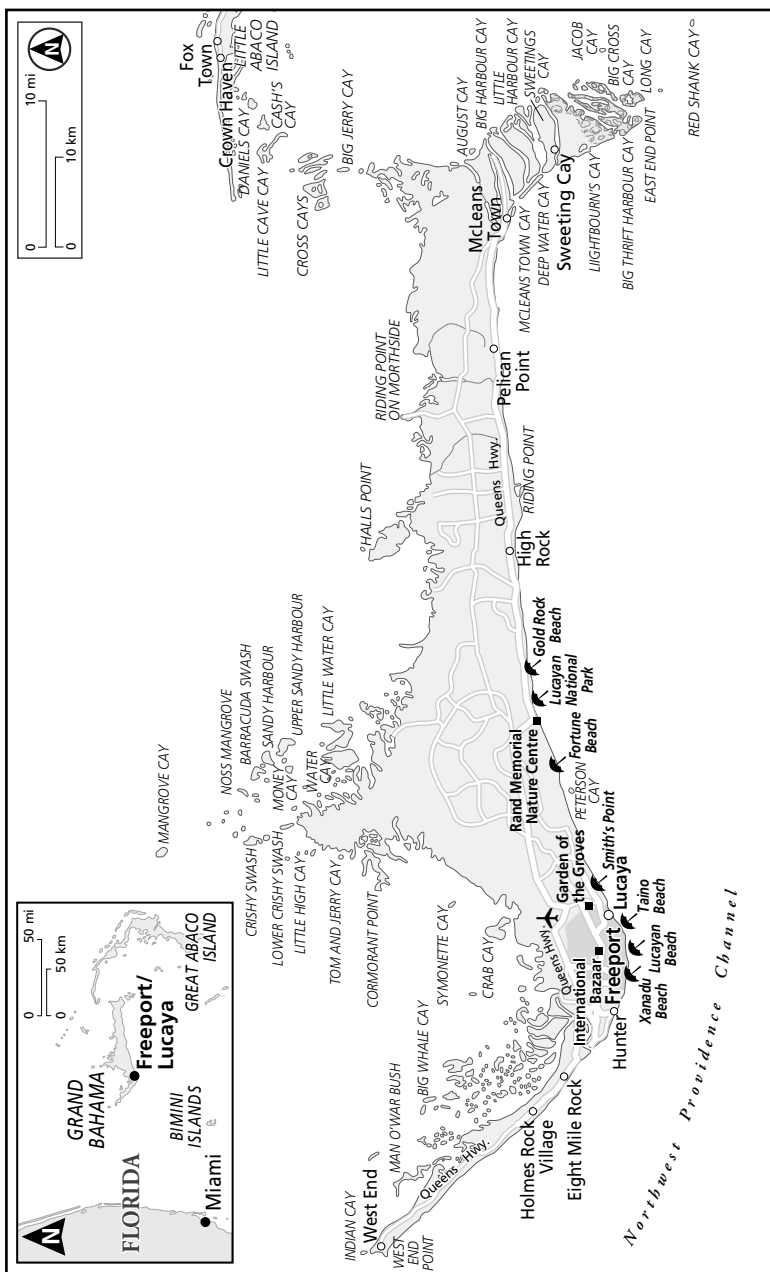 N
FLORIDA
Miami
GRAND
BAHAMA
Freeport/
Lucaya
BIMINI
ISLANDS
GREAT ABACO
ISLAND
0
50 mi
0
50 km
0
10 mi
0
10 km
N
Fox
Town
Crown Haven
LITTLE
ABACO
ISLAND
DANIELS CAY
LITTLE CAVE CAY
CASH'S
CAY
CROSS CAYS
BIG JERRY CAY
MANGROVE CAY
NOSS MANGROVE
BARRACUDA SWASH
SANDY HARBOUR
UPPER SANDY HARBOUR
LITTLE WATER CAY
CRISHY SWASH
LOWER CRISHY SWASH
MONEY
CAY
WATER
CAY
LITTLE HIGH CAY
TOM AND JERRY CAY
CORMORANT POINT
SYMONETTE CAY
CRAB CAY
HALLS POINT
RIDING POINT
ON MORTHSIDE
AUGUST CAY
BIG HARBOUR CAY
LITTLE
HARBOUR CAY
SWEETINGS
CAY
JACOB
CAY
BIG CROSS
CAY
LONG CAY
RED SHANK CAY
INDIAN CAY
West End
WEST
END
POINT
MAN O'WAR BUSH
BIG WHALE CAY
Queens Hwy.
Holmes Rock
Village
Eight Mile Rock
Queens Hwy.
International
Bazaar
Freeport
Hunter
Xanadu
Beach
Lucayan
Beach
Taino
Beach
Lucaya
Smith's Point
Garden of
the Groves
PETERSON
CAY
Rand Memorial
Nature Centre
Fortune
Beach
Lucayan
National
Park
Gold Rock
Beach
High
Rock
Queens Hwy.
RIDING POINT
Pelican
Point
McLeans
Town
MCLEANS TOWN CAY
DEEP WATER CAY
Sweeting Cay
LIIGHTBOURN'S CAY
BIG THRIFT HARBOUR CAY
EAST END POINT
Northwest Providence Channel